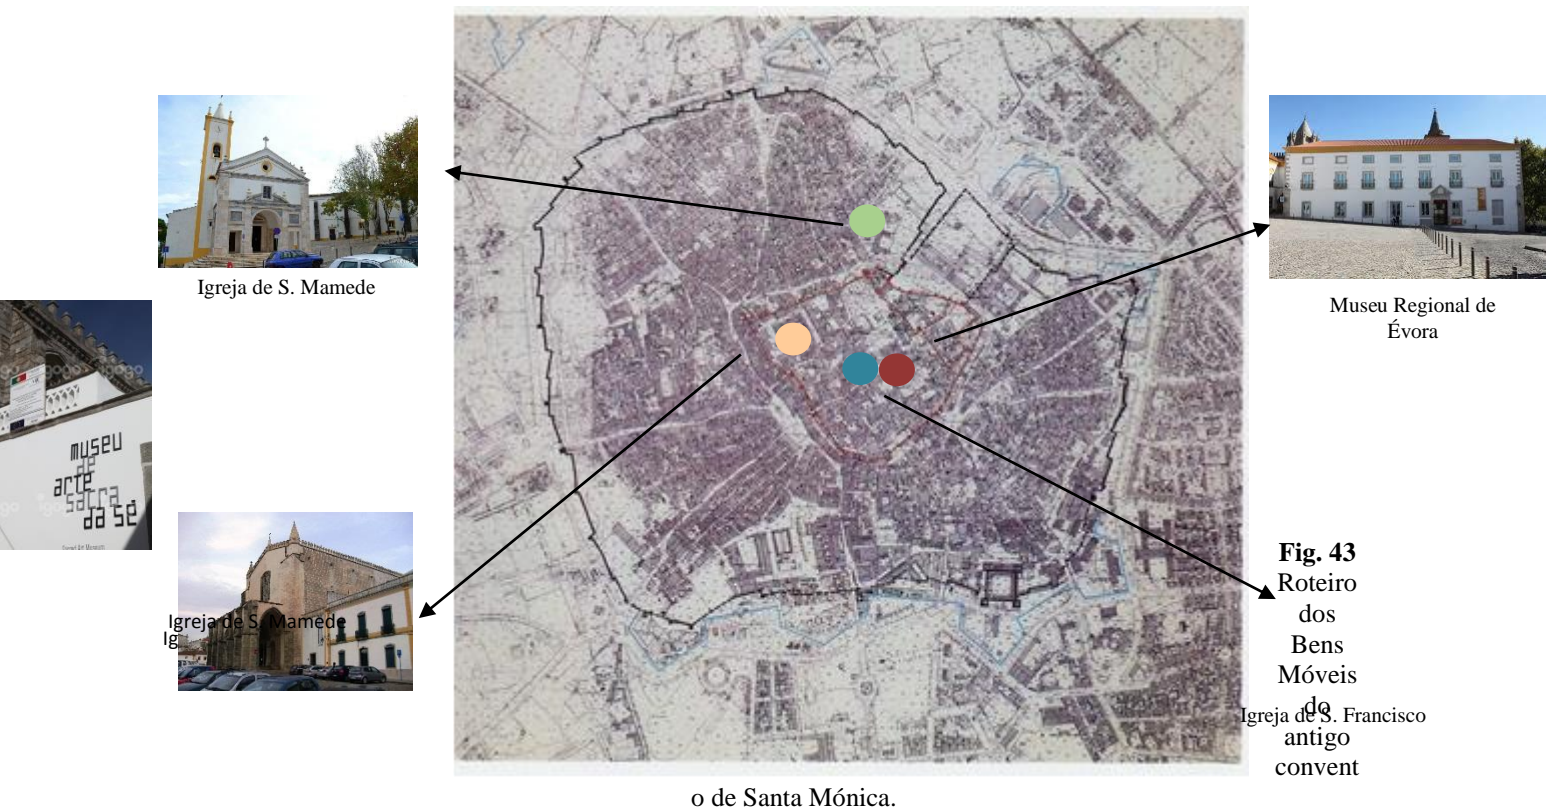 Igreja de S. Mamede
Museu Regional de
Évora
museu
de
arte
sacra
da sé
Igreja de S. Mamede
Ig
Fig. 43
Roteiro
dos
Bens
Móveis
do
Igreja de S. Francisco
antigo
convent
o de Santa Mónica.